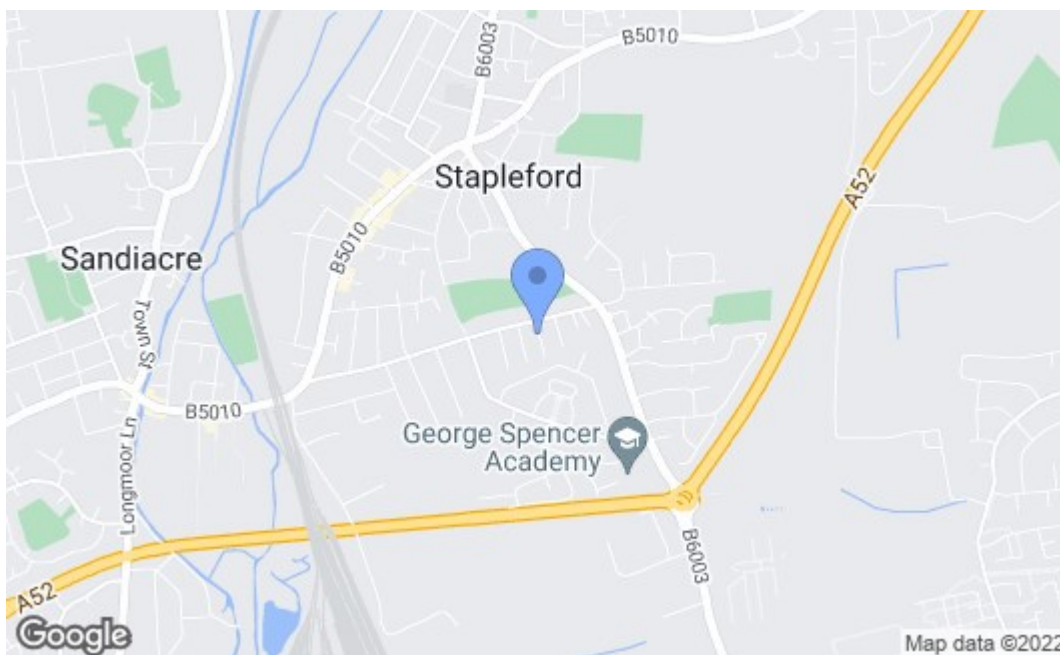 B5010
B6003
Stapleford
A52
B5010
Sandiacre
Town St
B5010
George Spencer
Academy
Longmoor Ln
B6003
A52
Google
Map data ©2022